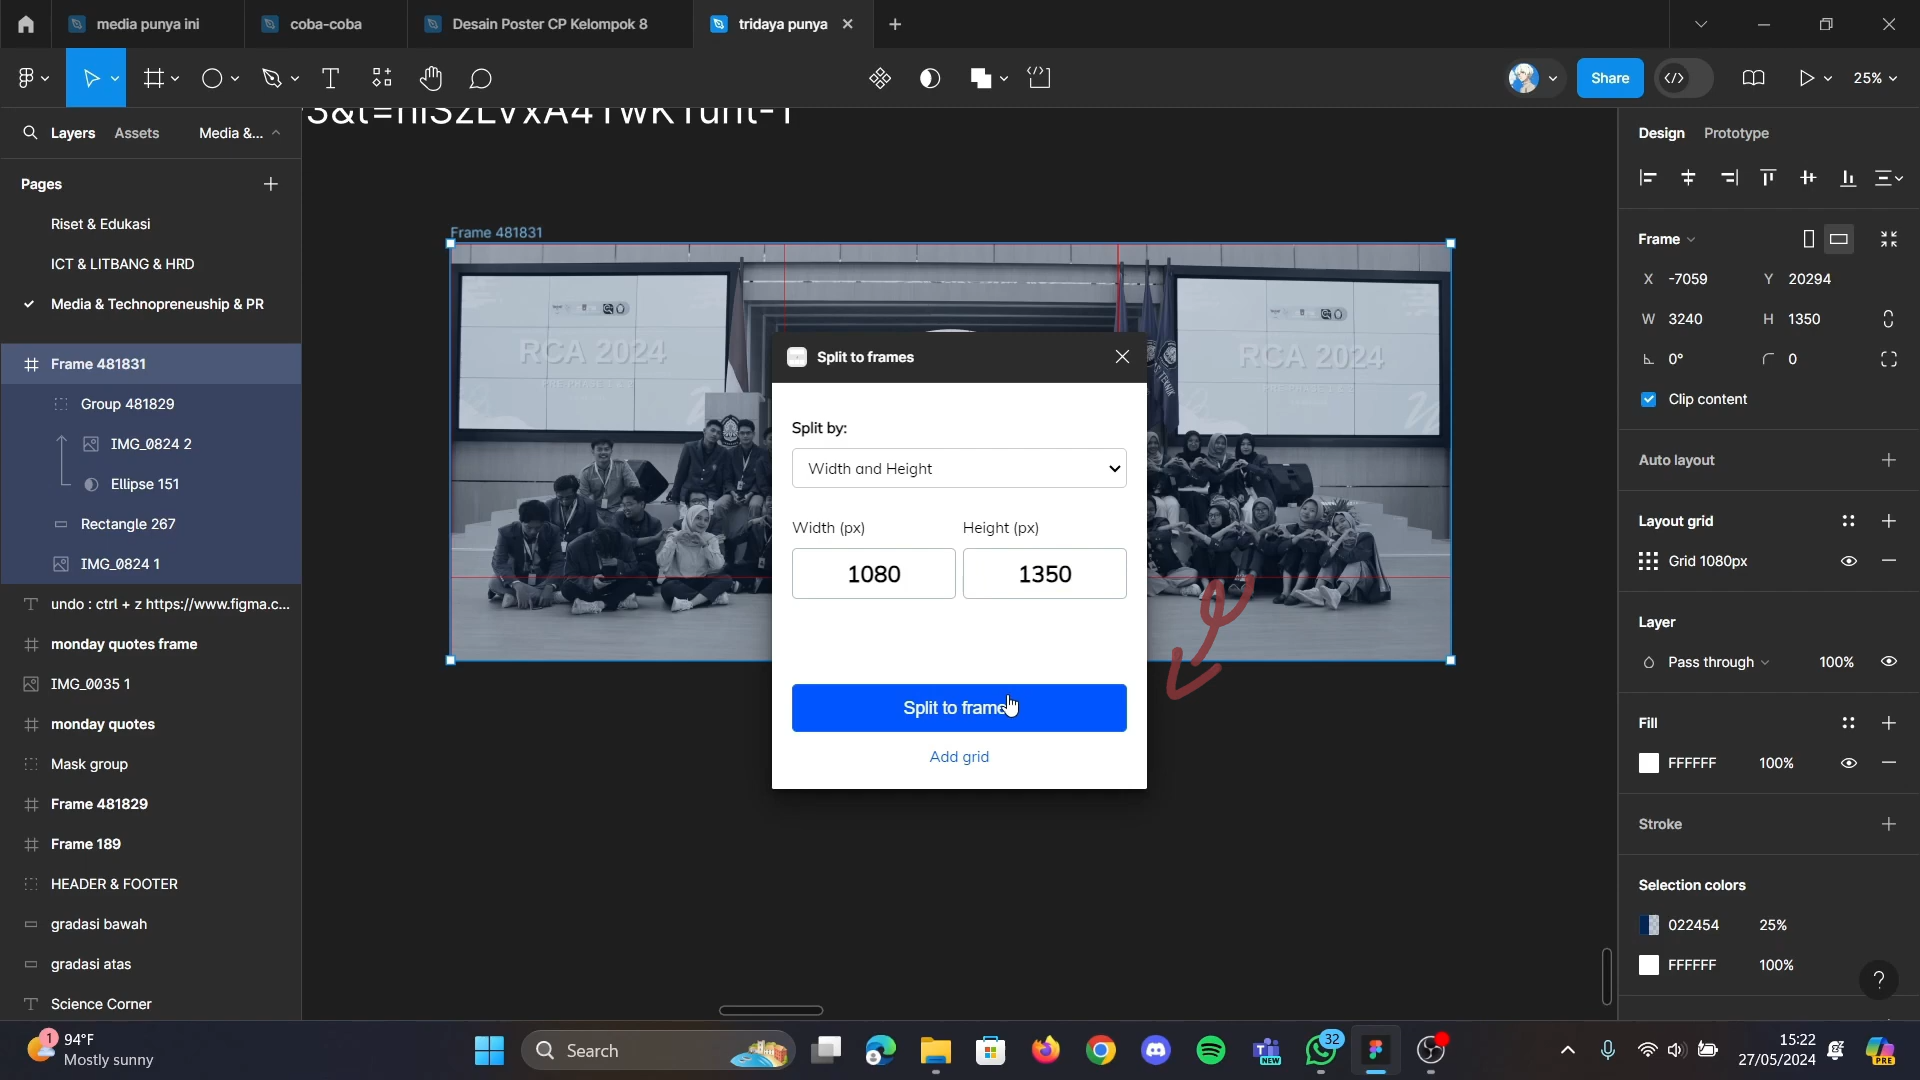 media punya ini
coba-coba
Desain Poster CP Kelompok 8
tridaya punya
Share
25%
Layers
Assets
Media &...
Design
Prototype
Pages
Riset & Edukasi
ICT & LITBANG & HRD
Media & Technopreneuship & PR
Frame 481831
Group 481829
IMG_0824 2
Ellipse 151
Rectangle 267
IMG_0824 1
undo : ctrl + z https://www.figma.c...
monday quotes frame
IMG_0035 1
monday quotes
Mask group
Frame 481829
Frame 189
HEADER & FOOTER
gradasi bawah
gradasi atas
Science Corner
Frame 481831
RCA 2024
RCA 2024
Split to frames
Split by:
Width and Height
Width (px)
Height (px)
1080
1350
Split to frame
Add grid
Frame
X -7059
Y 20294
W 3240
H 1350
0°
0
Clip content
Auto layout
Layout grid
Grid 1080px
Layer
Pass through
100%
Fill
FFFFFF
100%
Stroke
Selection colors
022454
25%
FFFFFF
100%
?
1
94°F
Mostly sunny
Search
NEW
32
15:22
27/05/2024
PRE